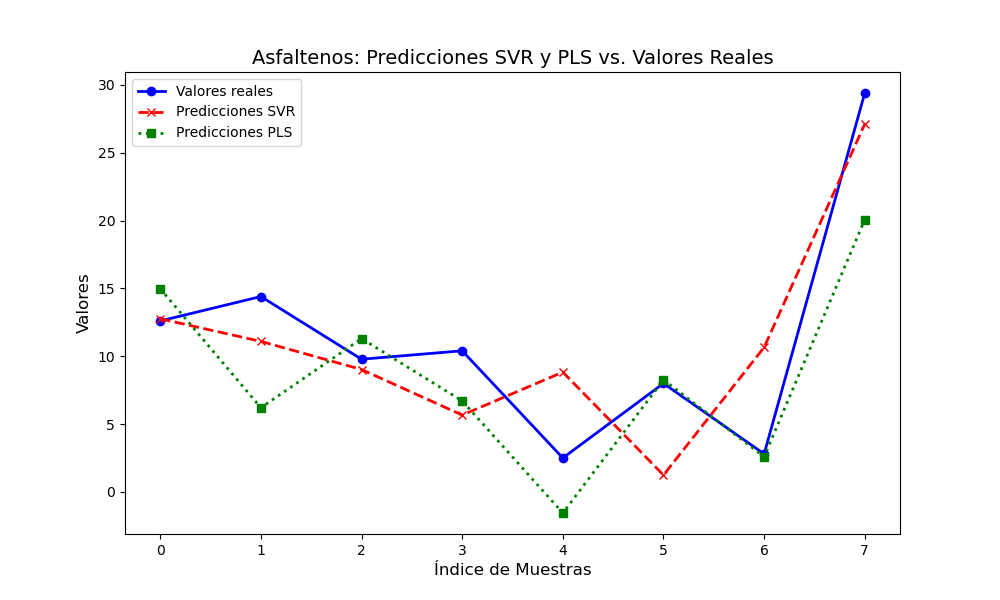 Asfaltenos: Predicciones SVR y PLS vs. Valores Reales
Valores reales
Predicciones SVR
Predicciones PLS
Valores
30
25
20
15
10
5
0
0 1 2 3 4 5 6 7
Índice de Muestras